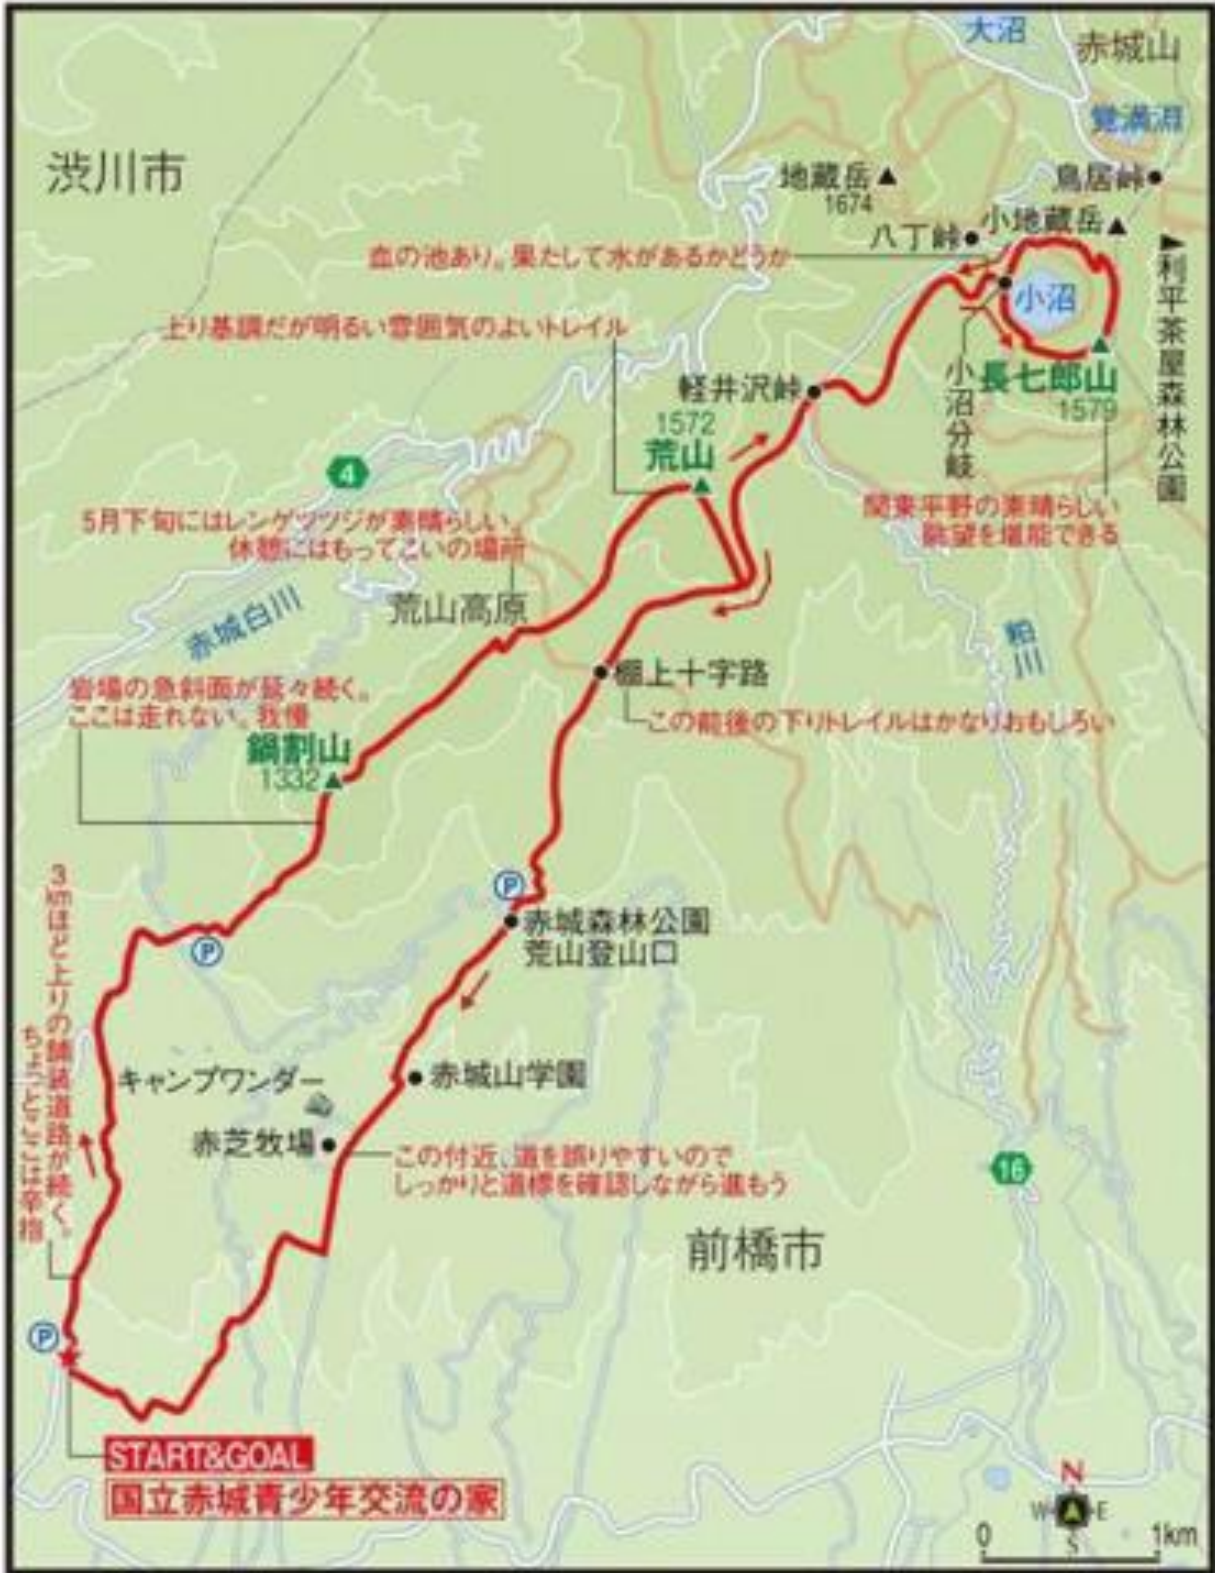 大沼
赤城山
覚満淵
渋川市
地蔵岳
1674
鳥居峠
小地蔵岳
八丁峠
血の池あり。果たして水があるかどうか
利平茶屋森林公園
小沼
上り基調だが明るい雰囲気のよいトレイル
軽井沢峠
小沼分岐
長七郎山
1579
1572
荒山
4
関東平野の素晴らしい
眺望を堪能できる
5月下旬にはレンゲツツジが素晴らしい。
休憩にはもってこいの場所
荒山高原
赤城白川
粕川
棚上十字路
岩場の急斜面が延々続く。
ここは走れない。我慢
この前後の下りトレイルはかなりおもしろい
鍋割山
1332
P
赤城森林公園
荒山登山口
P
3kmほど上りの舗装道路が続く。
ちょっとここは辛抱
キャンプワンダー
赤城山学園
赤芝牧場
この付近、道を誤りやすいので
しっかりと道標を確認しながら進もう
16
前橋市
P
START&GOAL
国立赤城青少年交流の家
N
W
E
S
0
1km